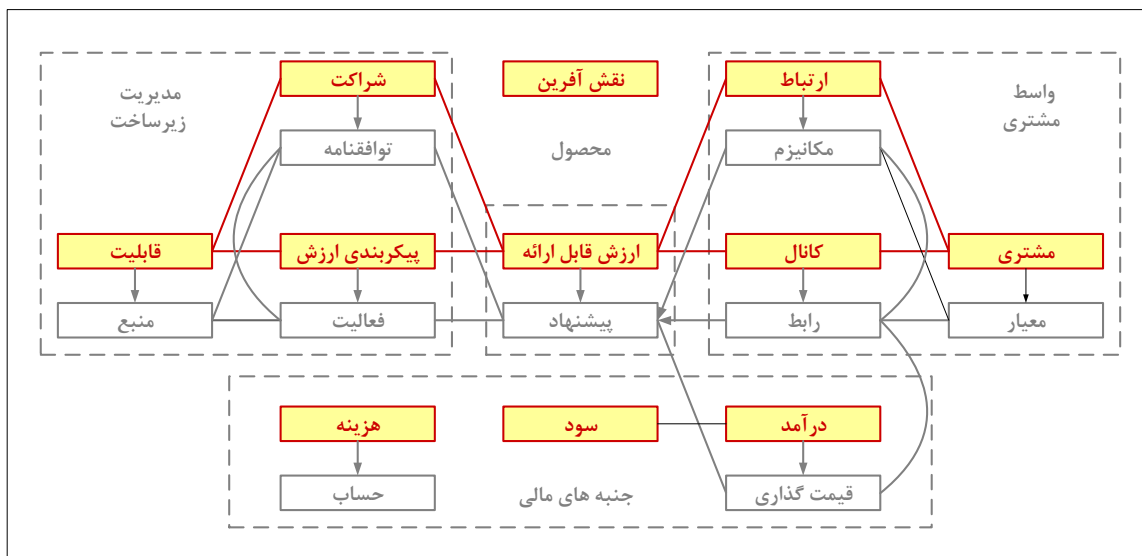 ارتباط
نقش آفرین
شراکت
واسط
مشتری
مدیریت
زیرساخت
مکانیزم
محصول
توافقنامه
مشتری
کانال
ارزش قابل ارائه
پیکربندی ارزش
قابلیت
معیار
رابط
پیشنهاد
فعالیت
منبع
درآمد
سود
هزینه
قیمت گذاری
جنبه های مالی
حساب